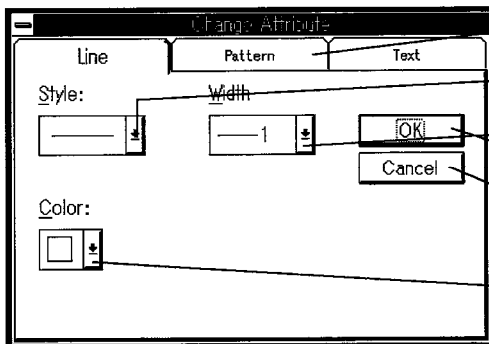 Change Attribute
Line Pattern Text
Style: Width
1 OK
Cancel
Color: